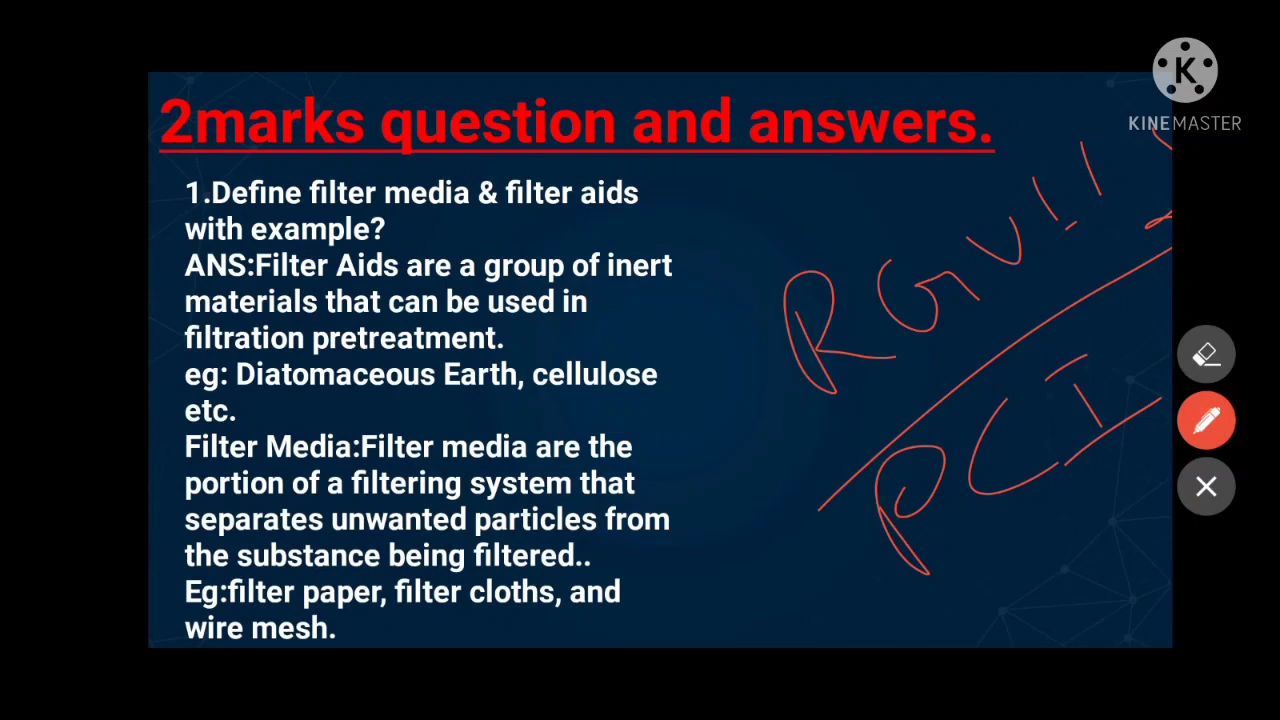 2marks question and answers.
1.Define filter media & filter aids
with example?
ANS:Filter Aids are a group of inert
materials that can be used in
filtration pretreatment.
eg: Diatomaceous Earth, cellulose
etc.
Filter Media:Filter media are the
portion of a filtering system that
separates unwanted particles from
the substance being filtered..
Eg:filter paper, filter cloths, and
wire mesh.
K
KINEMASTER
PCI